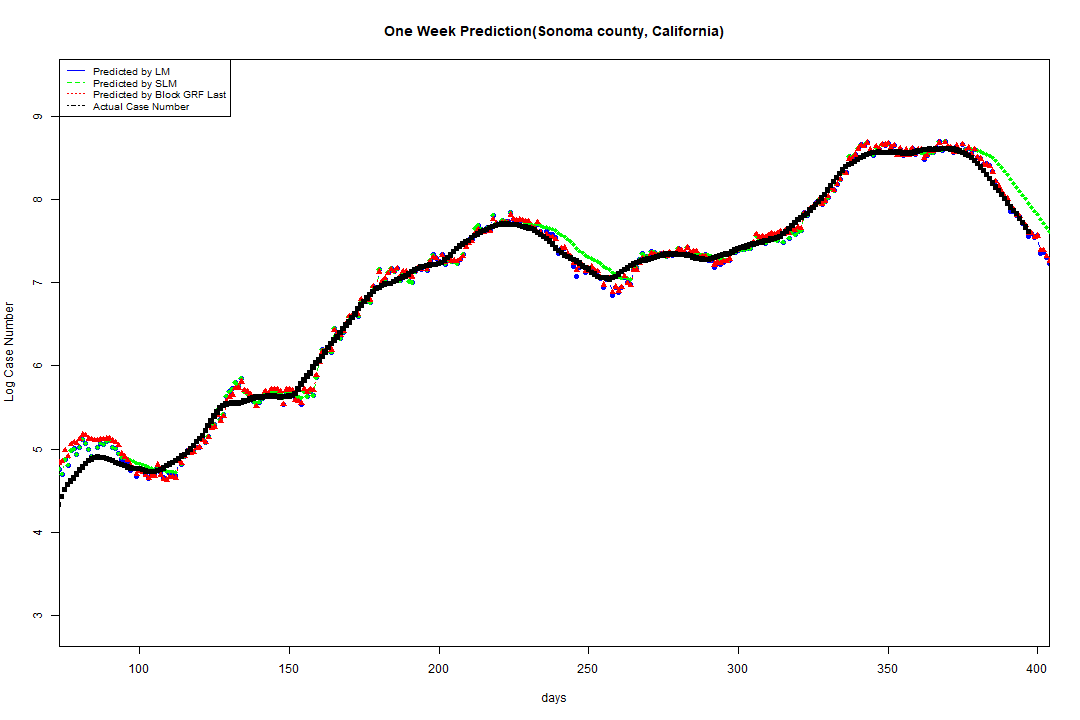 One Week Prediction(Sonoma county, California)
Predicted by LM
Predicted by SLM
Predicted by Block GRF Last
Actual Case Number
9
8
7
6
5
4
3
Log Case Number
100 150 200 250 300 350 400
days